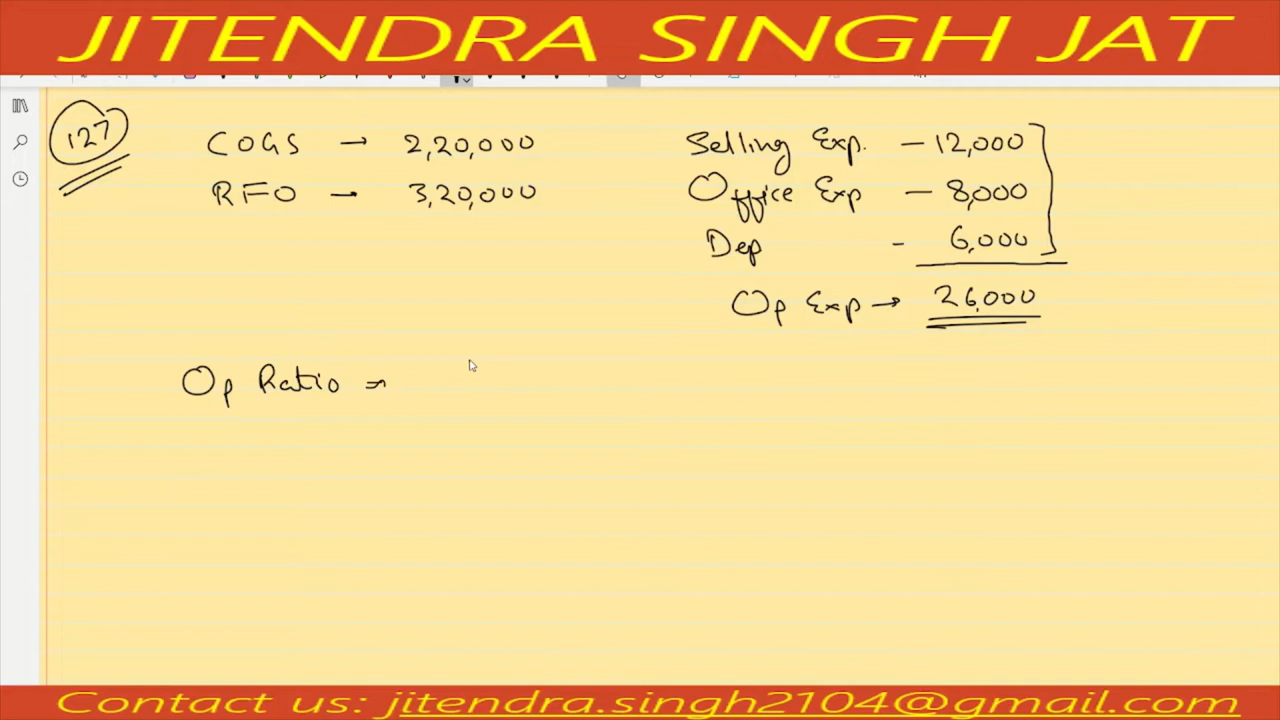 JITENDRA SINGH JAT
127
COGS → 2,20,000
RFO → 3,20,000
Selling Exp. - 12,000
Office Exp - 8,000
Dep - 6,000
Op Exp → 26,000
Op Ratio =
Contact us: jitendra.singh2104@gmail.com